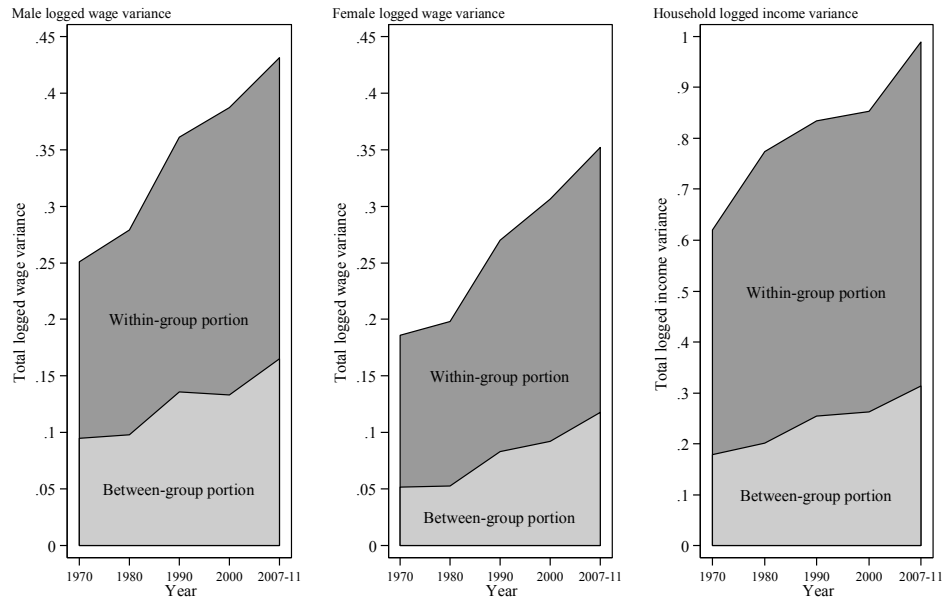 Male logged wage variance
Total logged wage variance
.45
.4
.35
.3
.25
.2
.15
.1
.05
0
Within-group portion
Between-group portion
1970 1980 1990 2000 2007-11
Year
Female logged wage variance
Total logged wage variance
.45
.4
.35
.3
.25
.2
.15
.1
.05
0
Within-group portion
Between-group portion
1970 1980 1990 2000 2007-11
Year
Household logged income variance
Total logged income variance
1
.9
.8
.7
.6
.5
.4
.3
.2
.1
0
Within-group portion
Between-group portion
1970 1980 1990 2000 2007-11
Year